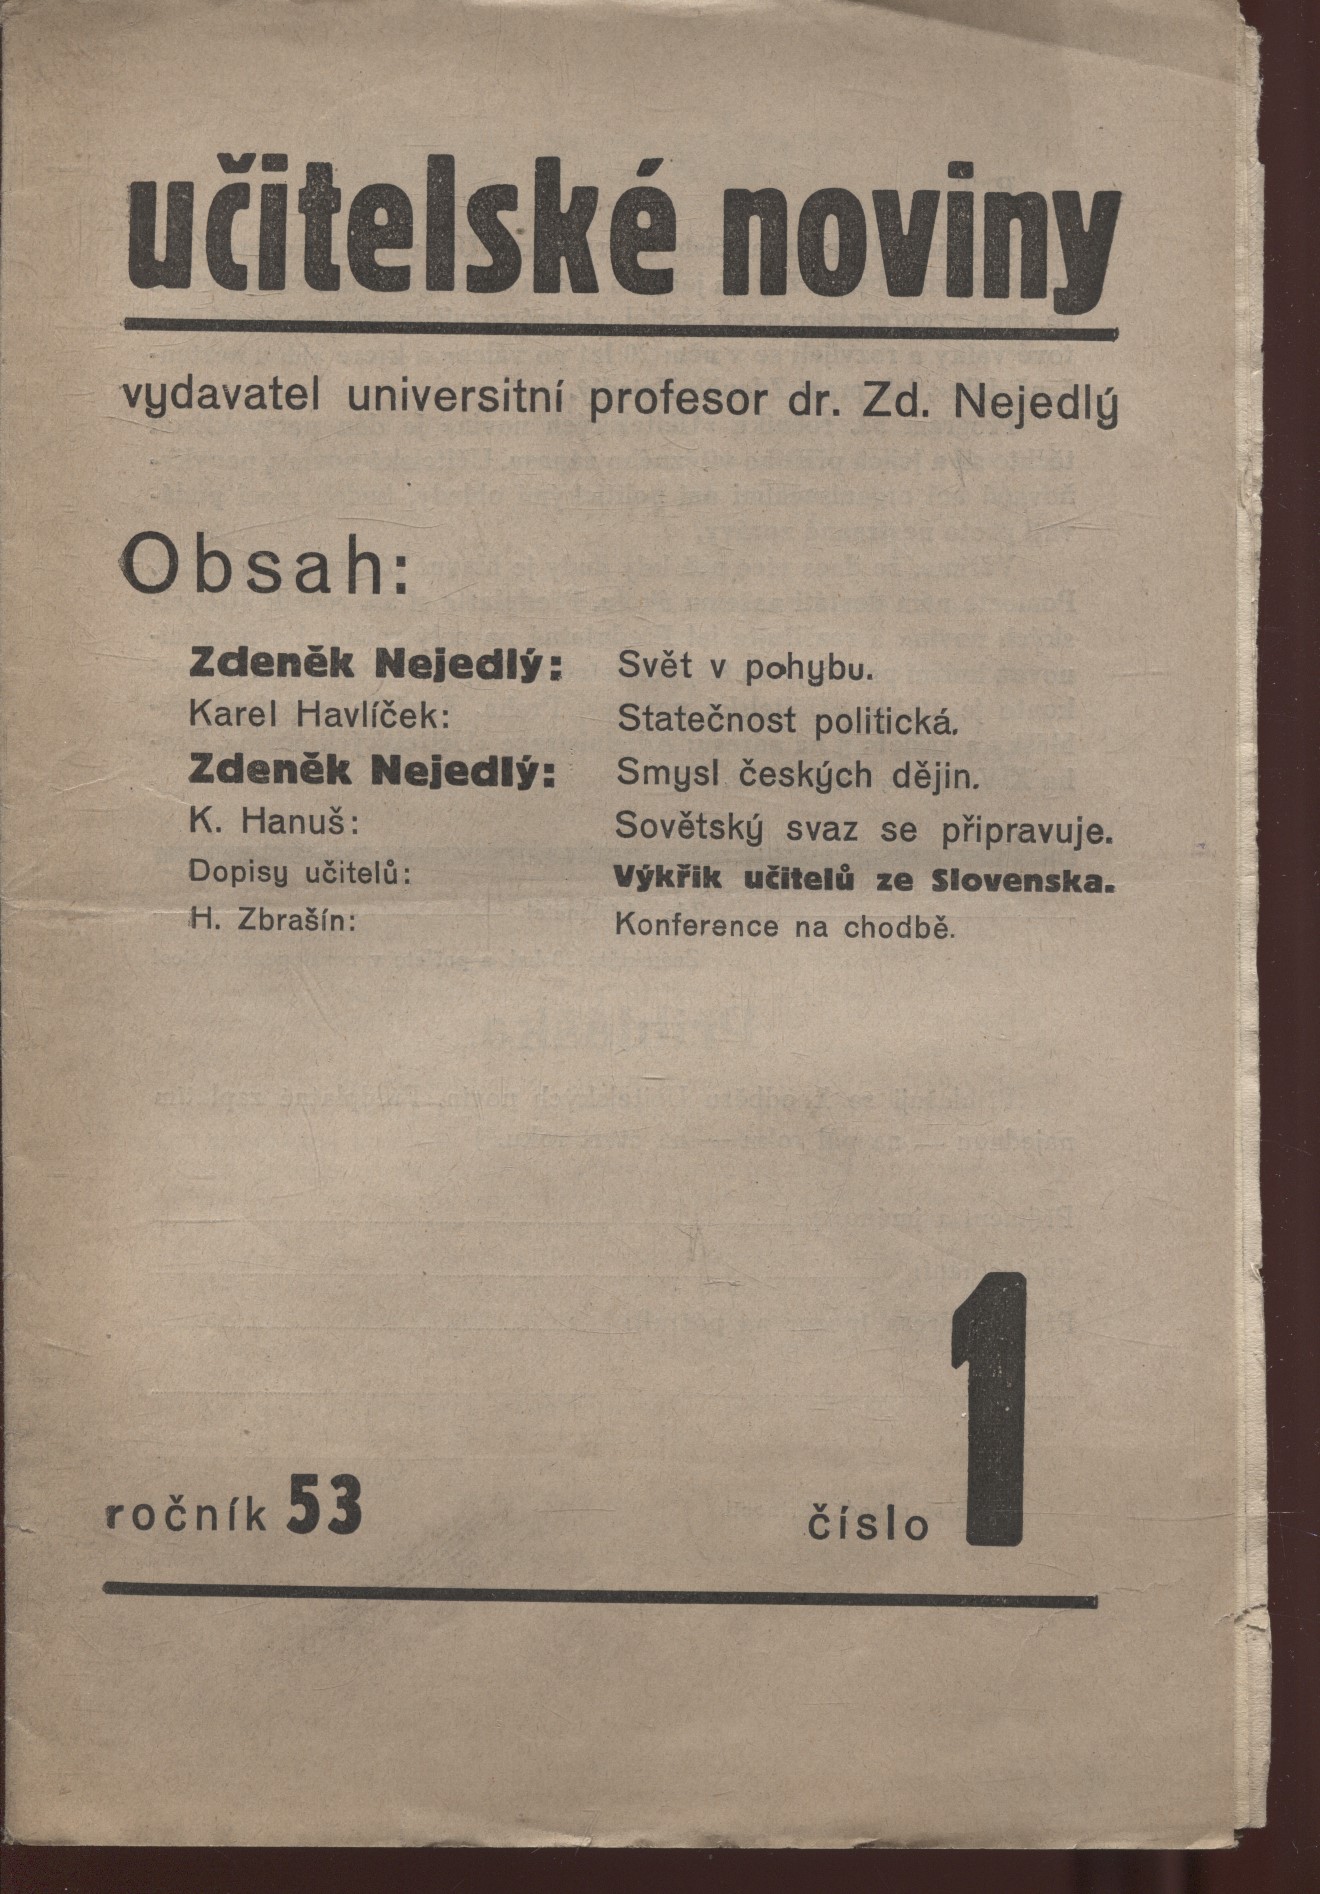 učitelské noviny
vydavatel universitní profesor dr. Zd. Nejedlý
Obsah:
Zdeněk Nejedlý: Svět v pohybu.
Karel Havlíček: Statečnost politická.
Zdeněk Nejedlý: Smysl českých dějin.
K. Hanuš: Sovětský svaz se připravuje.
Dopisy učitelů: Výkřik učitelů ze Slovenska.
H. Zbrašín: Konference na chodbě.
ročník 53 číslo 1